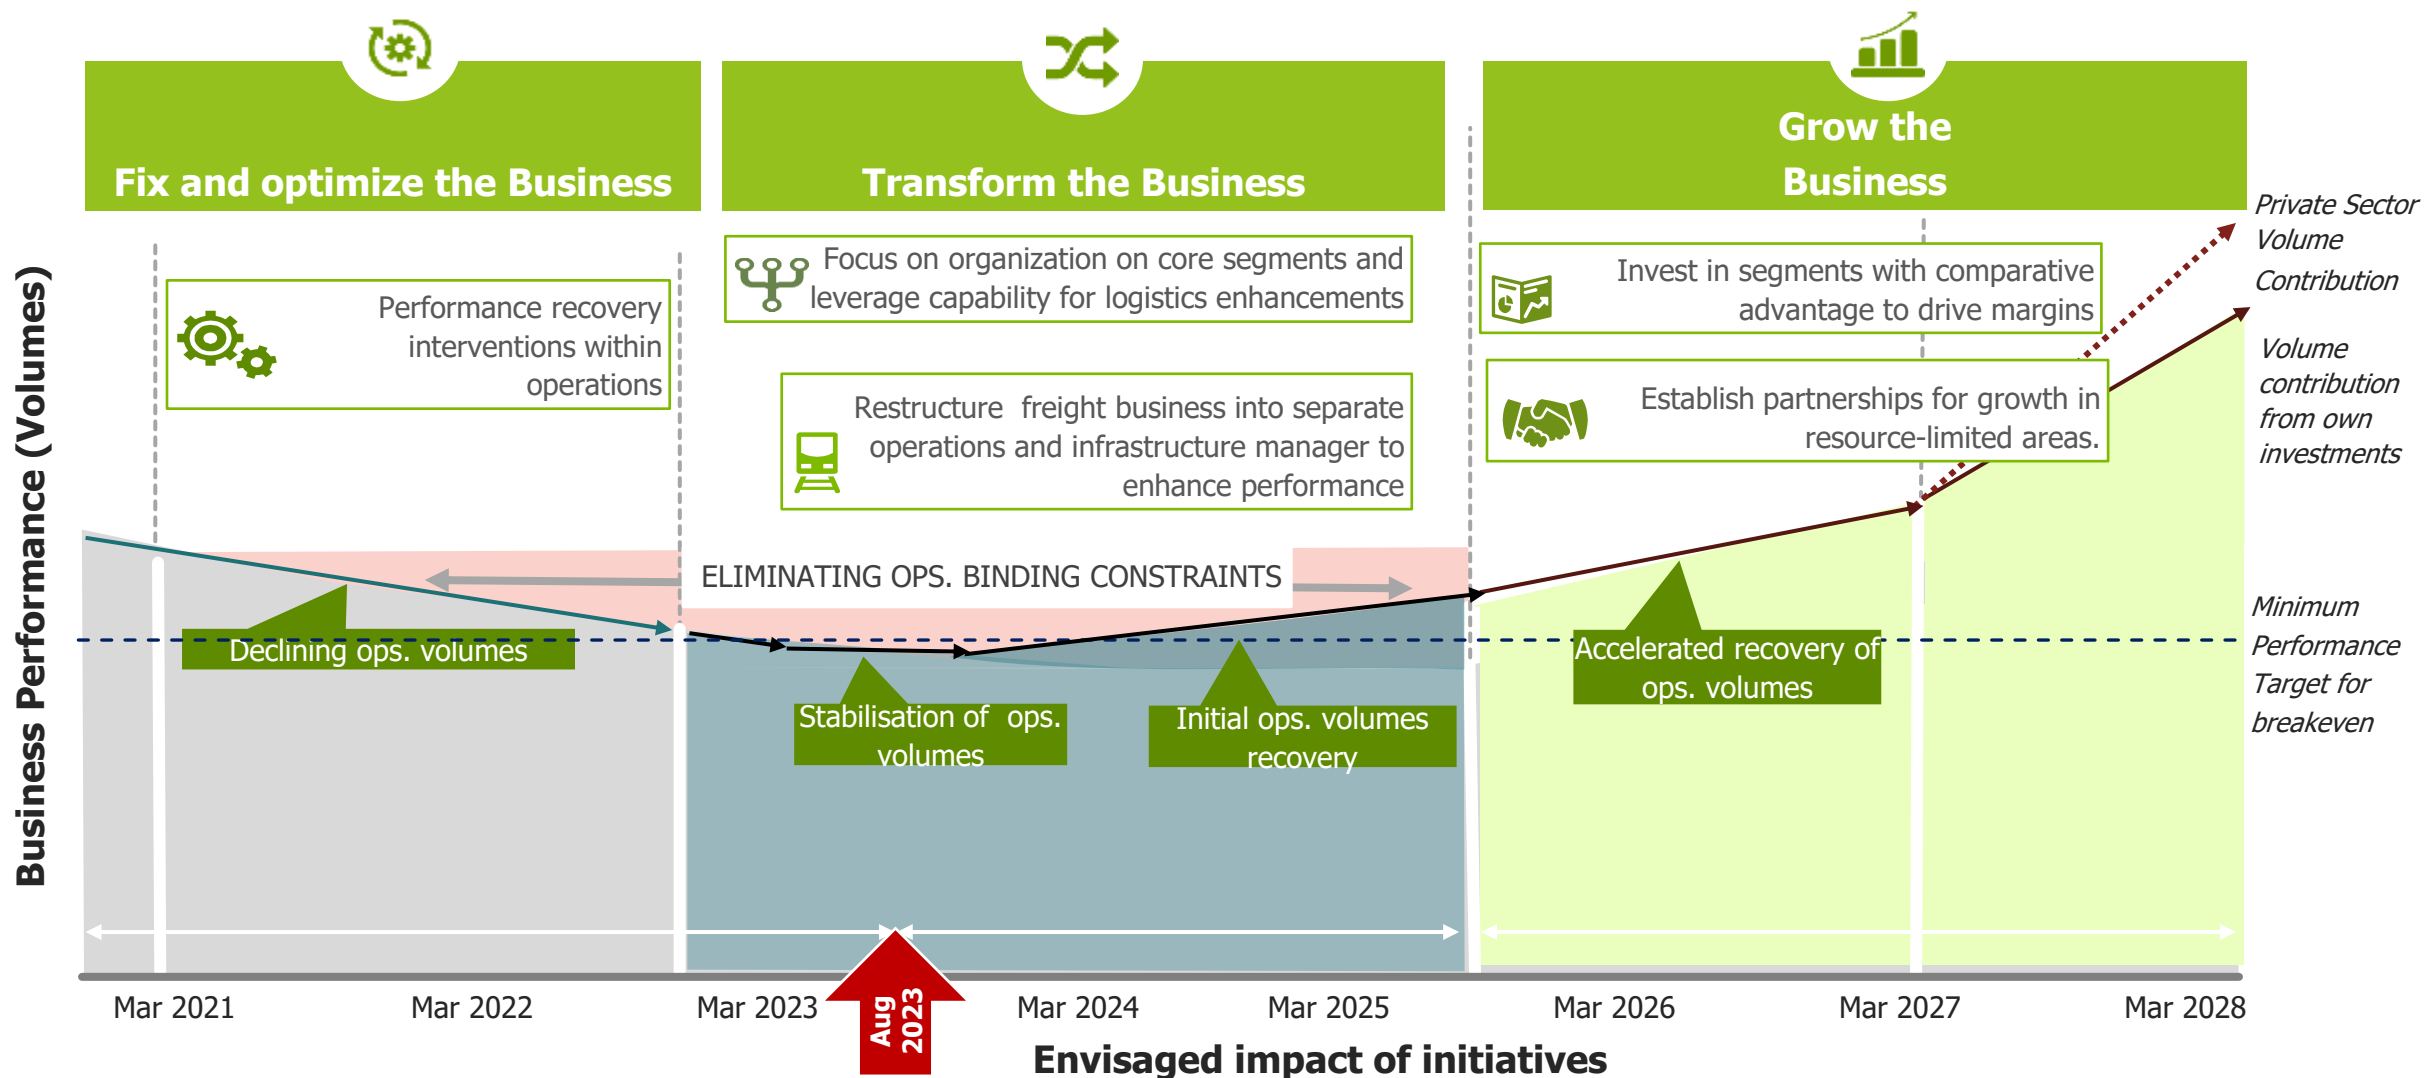 Fix and optimize the Business
Transform the Business
Grow the
Business
Performance recovery
interventions within
operations
Focus on organization on core segments and
leverage capability for logistics enhancements
Restructure  freight business into separate
operations and infrastructure manager to
enhance performance
Invest in segments with comparative
advantage to drive margins
Establish partnerships for growth in
resource-limited areas.
Private Sector
Volume
Contribution
Volume
contribution
from own
investments
Minimum
Performance
Target for
breakeven
Business Performance (Volumes)
ELIMINATING OPS. BINDING CONSTRAINTS
Declining ops. volumes
Stabilisation of  ops.
volumes
Initial ops. volumes
recovery
Accelerated recovery of
ops. volumes
Mar 2021
Mar 2022
Mar 2023
Aug
2023
Mar 2024
Mar 2025
Mar 2026
Mar 2027
Mar 2028
Envisaged impact of initiatives